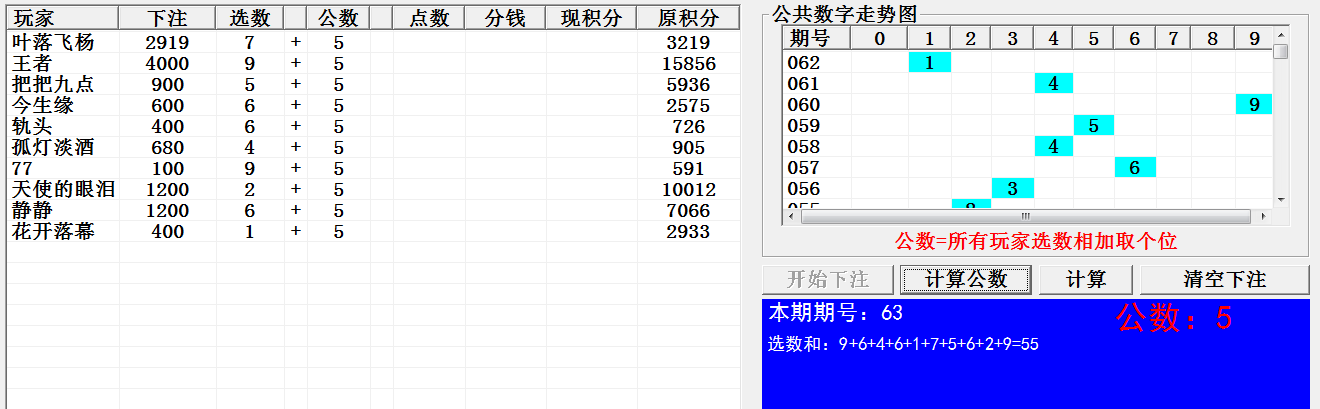 玩家 下注 选数 公数 点数 分钱 现积分 原积分
叶落飞杨 2919 7 + 5 3219
王者 4000 9 + 5 15856
把把九点 900 5 + 5 5936
今生缘 600 6 + 5 2575
轨头 400 6 + 5 726
孤灯淡酒 680 4 + 5 905
77 100 9 + 5 591
天使的眼泪 1200 2 + 5 10012
静静 1200 6 + 5 7066
花开落幕 400 1 + 5 2933
公共数字走势图
期号 0 1 2 3 4 5 6 7 8 9
062 1
061 4
060 9
059 5
058 4
057 6
056 3
公数=所有玩家选数相加取个位
开始下注 计算公数 计算 清空下注
本期期号：63 公数：5
选数和：9+6+4+6+1+7+5+6+2+9=55